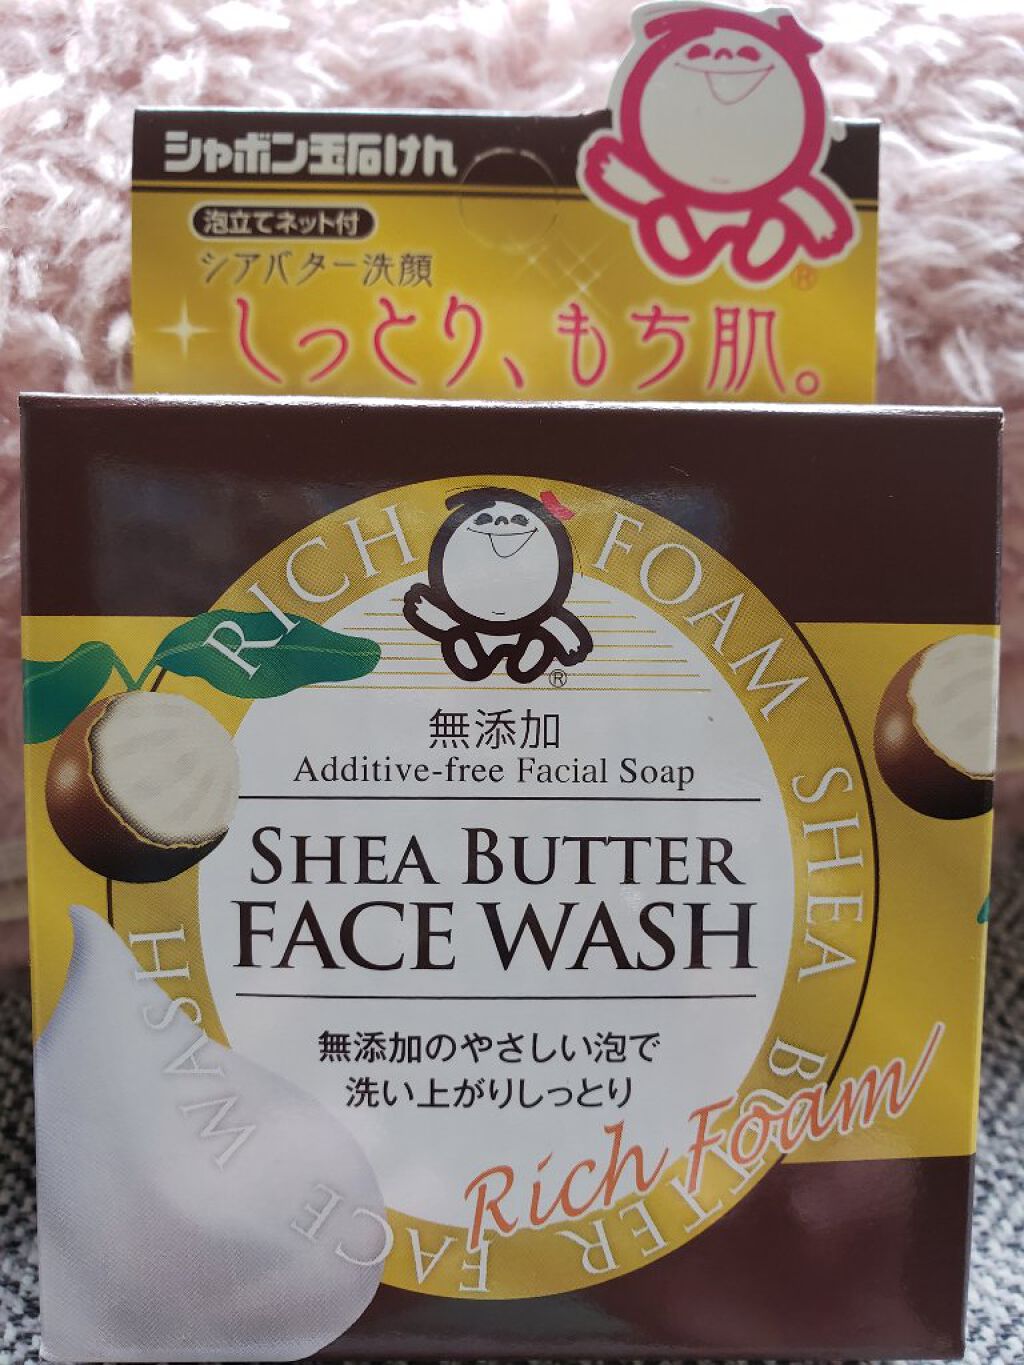 シャボン玉石けん
泡立てネット付
シアバター洗顔
しっとり、もち肌。
®
RICH FOAM SHEA BUTTER FACE WASH
®
無添加
Additive-free Facial Soap
SHEA BUTTER
FACE WASH
無添加のやさしい泡で
洗い上がりしっとり
Rich Foam